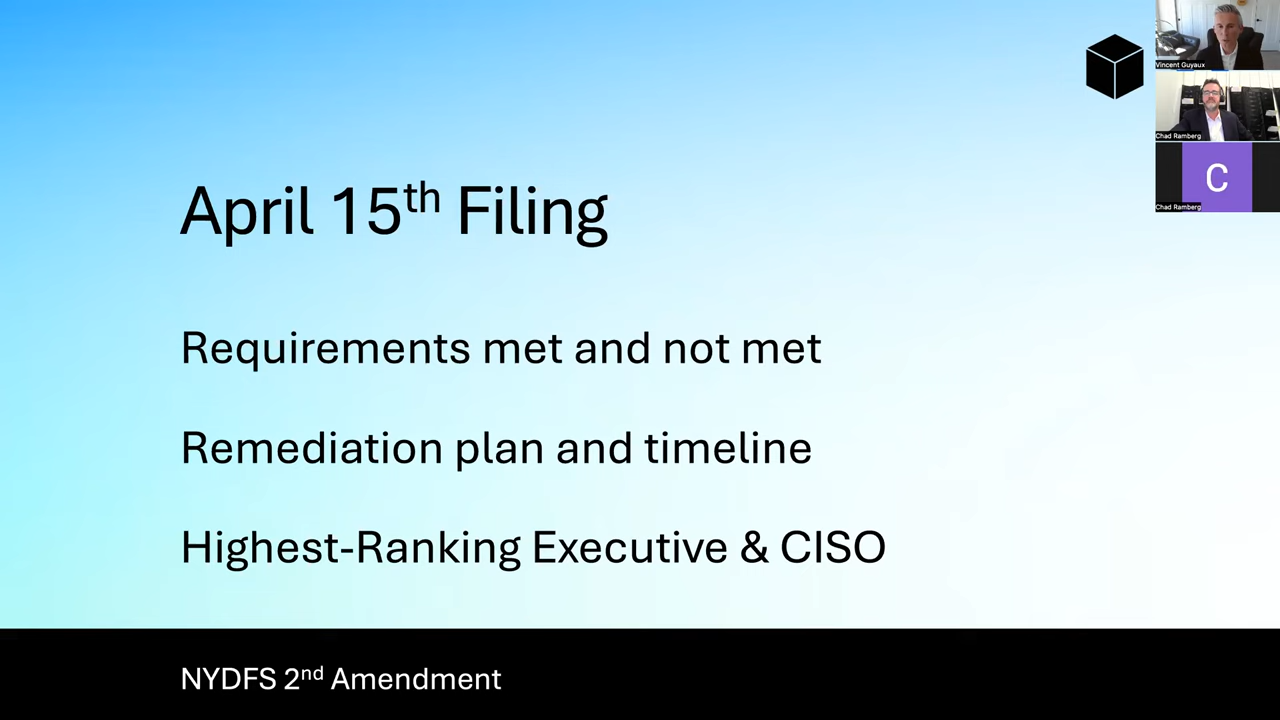 April 15th Filing
Requirements met and not met
Remediation plan and timeline
Highest-Ranking Executive & CISO
NYDFS 2nd Amendment
Vincent Guyaux
Chad Ramberg
C
Chad Ramberg